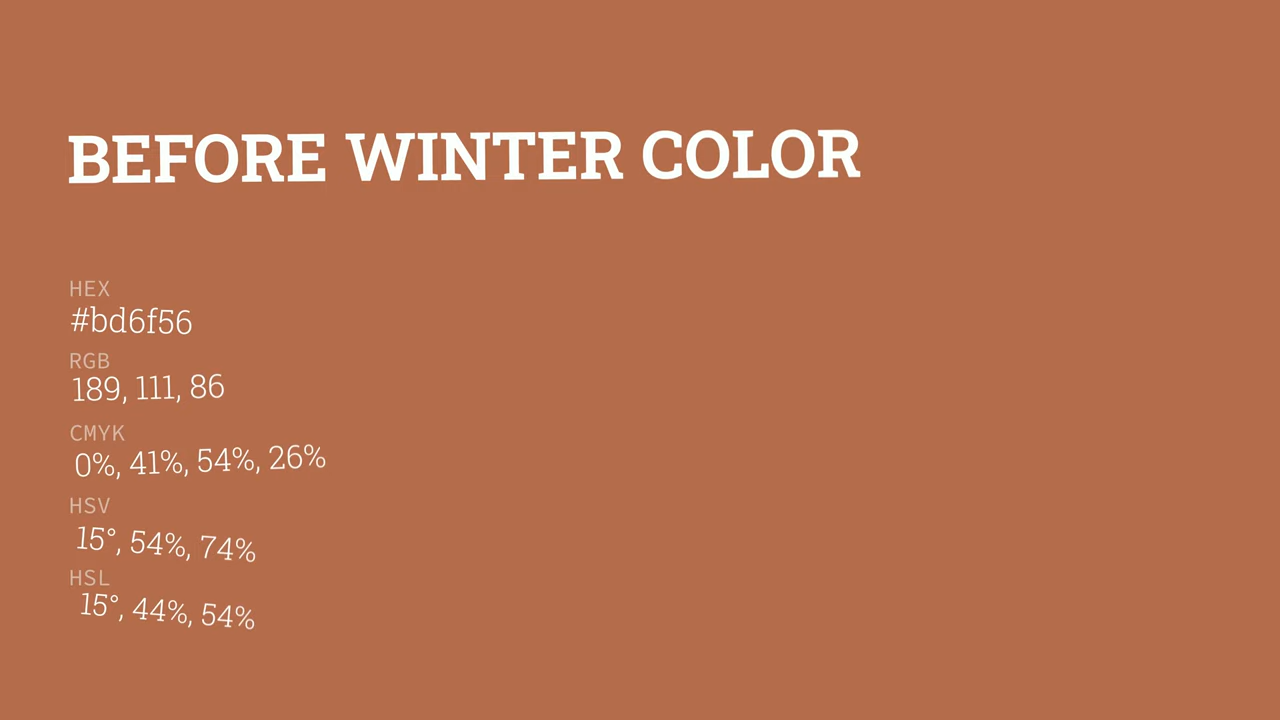 BEFORE WINTER COLOR
HEX
#bd6f56
RGB
189, 111, 86
CMYK
0%, 41%, 54%, 26%
HSV
15°, 54%, 74%
HSL
15°, 44%, 54%